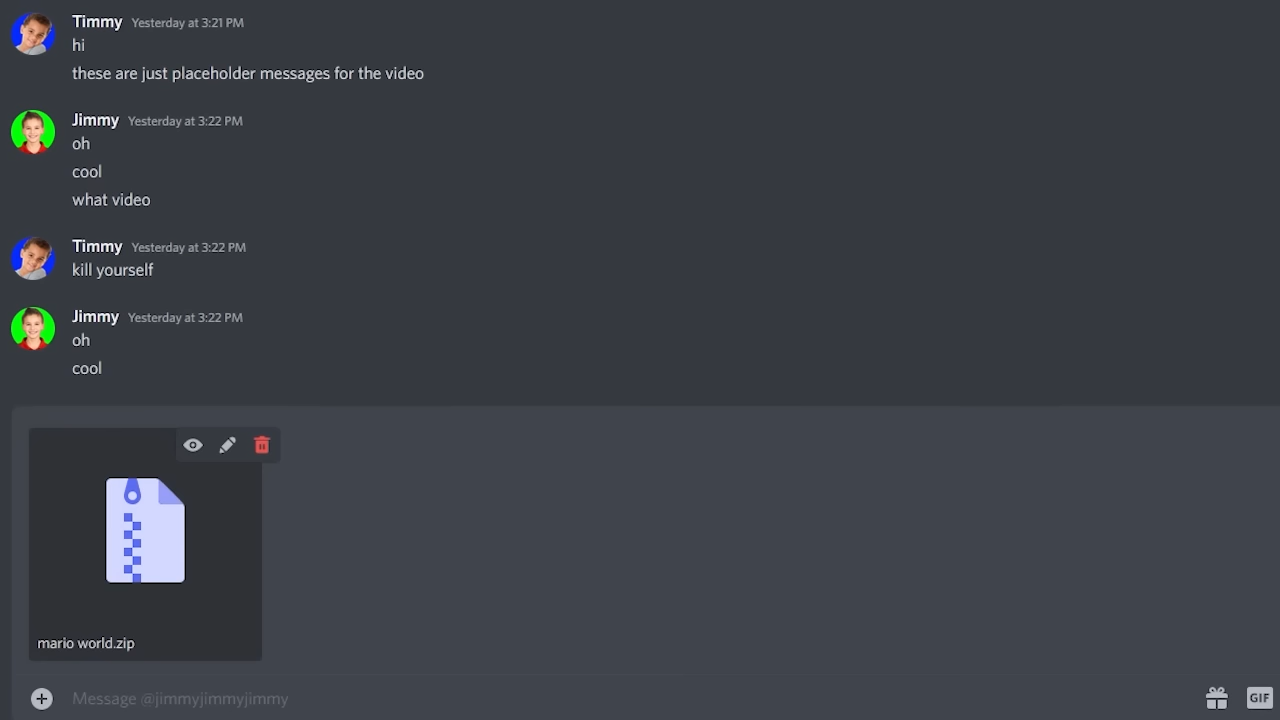 Timmy Yesterday at 3:21 PM
hi
these are just placeholder messages for the video
Jimmy Yesterday at 3:22 PM
oh
cool
what video
Timmy Yesterday at 3:22 PM
kill yourself
Jimmy Yesterday at 3:22 PM
oh
cool
mario world.zip
Message @jimmyjimmyjimmy
GIF